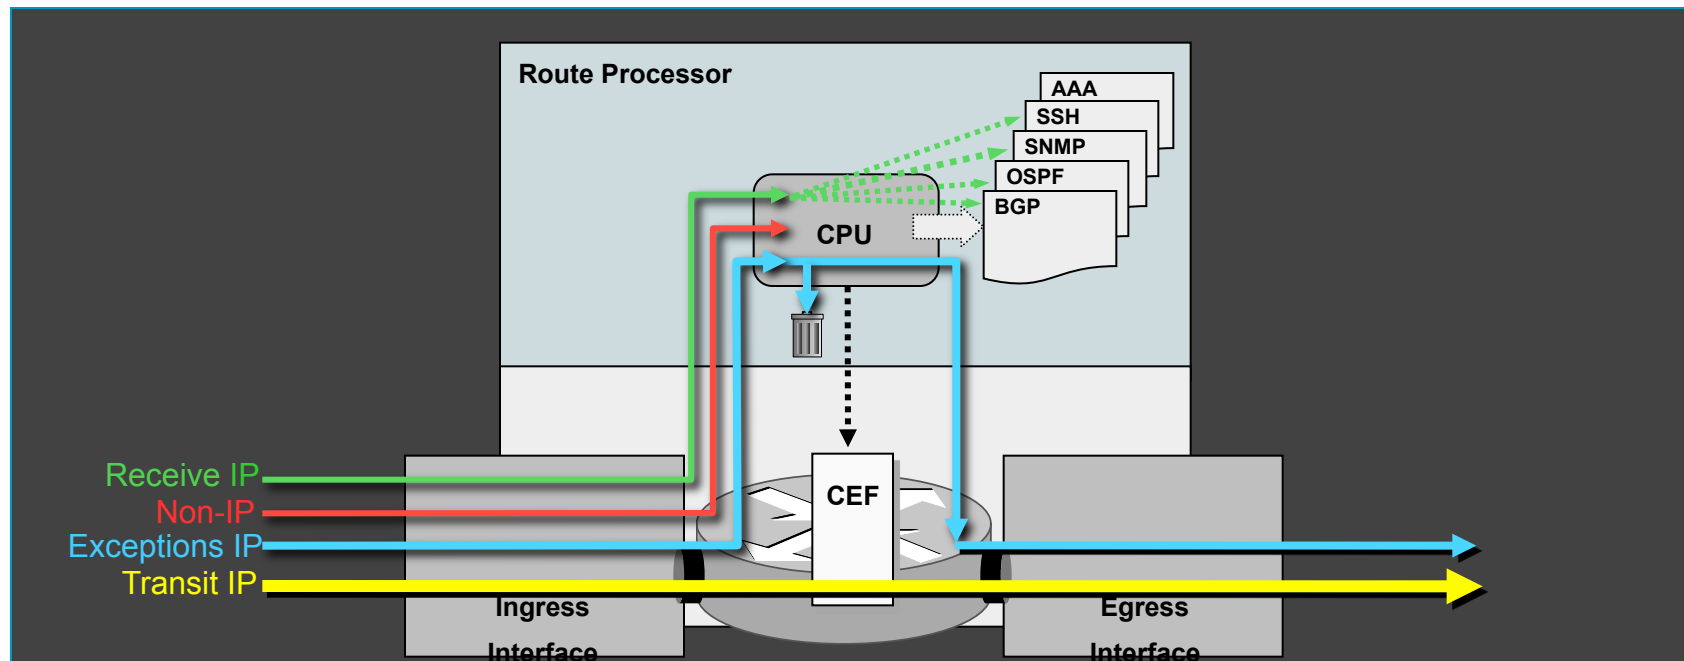 Route Processor
AAA
SSH
SNMP
OSPF
BGP
CPU
CEF
Receive IP
Non-IP
Exceptions IP
Transit IP
Ingress
Interface
Egress
Interface